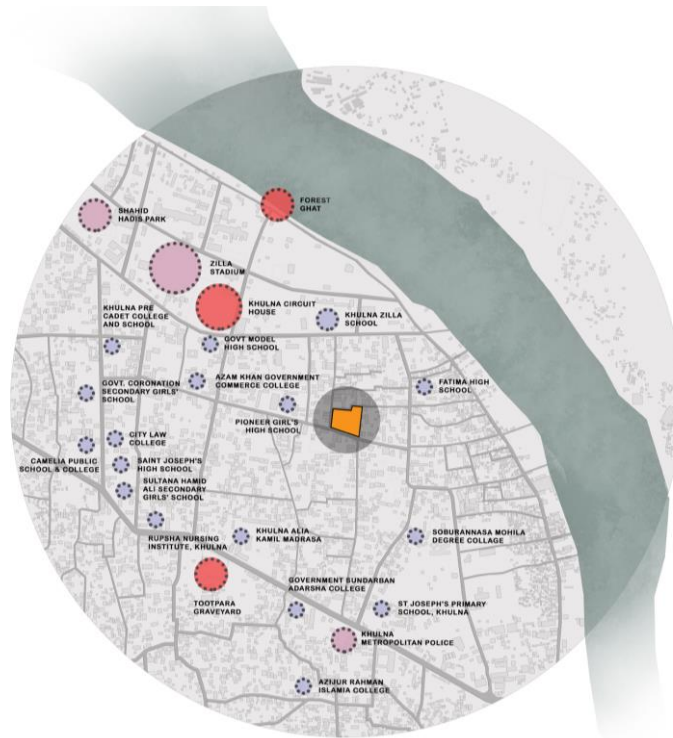 FOREST
GHAT
SHAHID
HADIS PARK
ZILLA
STADIUM
KHULNA CIRCUIT
HOUSE
KHULNA PRE
CADET COLLEGE
AND SCHOOL
KHULNA ZILLA
SCHOOL
GOVT MODEL
HIGH SCHOOL
AZAM KHAN GOVERNMENT
COMMERCE COLLEGE
GOVT. CORONATION
SECONDARY GIRLS'
SCHOOL
FATIMA HIGH
SCHOOL
PIONEER GIRL'S
HIGH SCHOOL
CITY LAW
COLLEGE
CAMELIA PUBLIC
SCHOOL & COLLEGE
SAINT JOSEPH'S
HIGH SCHOOL
SULTANA HAMID
ALI SECONDARY
GIRLS' SCHOOL
RUPSHA NURSING
INSTITUTE, KHULNA
KHULNA ALIA
KAMIL MADRASA
SOBURANNASA MOHILA
DEGREE COLLAGE
TOOTPARA
GRAVEYARD
GOVERNMENT SUNDARBAN
ADARSHA COLLEGE
ST JOSEPH'S PRIMARY
SCHOOL, KHULNA
KHULNA
METROPOLITAN POLICE
AZIJUR RAHMAN
ISLAMIA COLLEGE